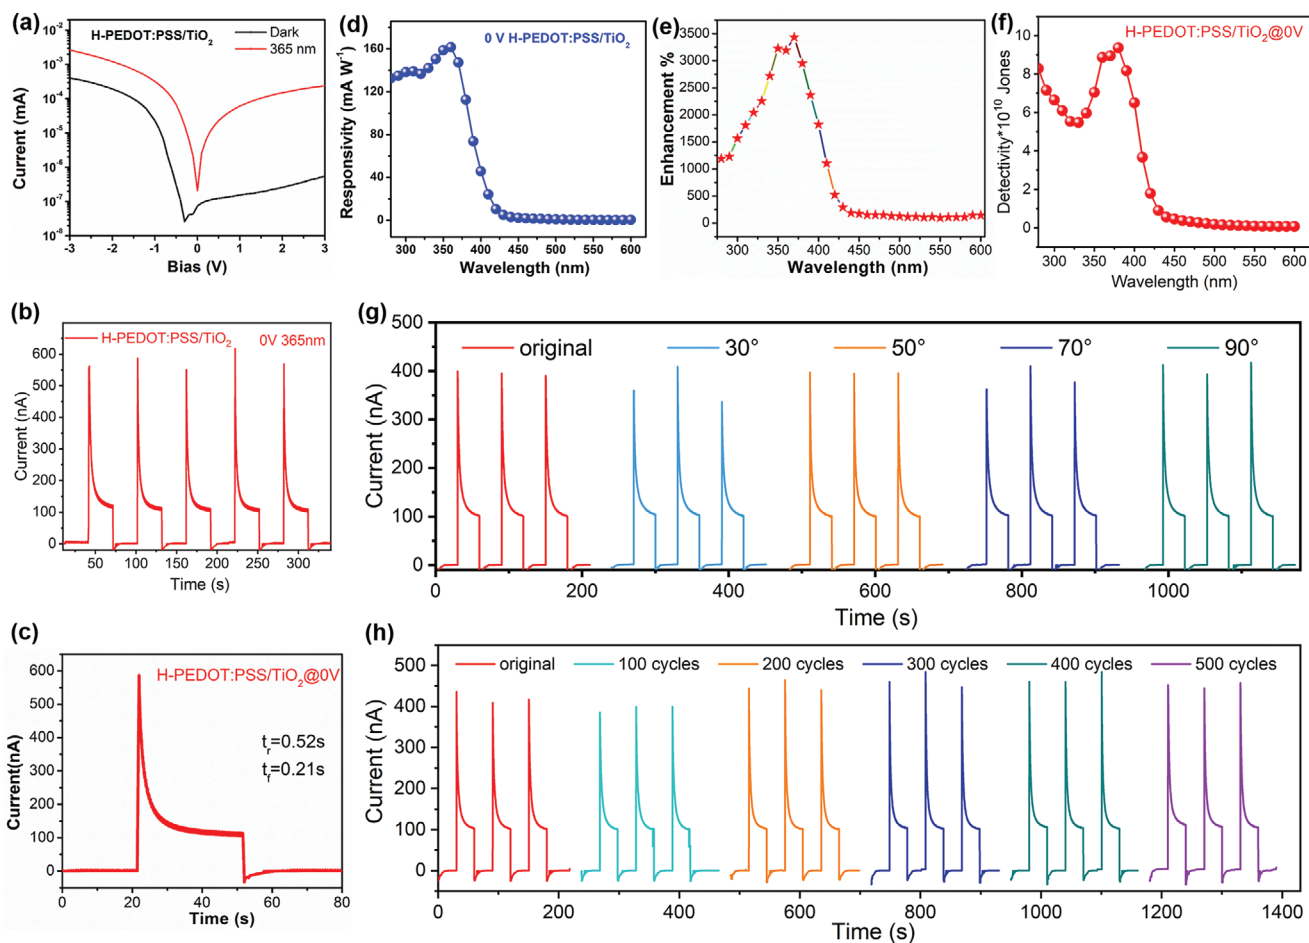 (a)
H-PEDOT:PSS/TiO2
Dark
365 nm
10^-2
10^-3
10^-4
10^-5
10^-6
10^-7
10^-8
Current (mA)
-3 -2 -1 0 1 2 3
Bias (V)
(d)
0 V H-PEDOT:PSS/TiO2
160
120
80
40
0
Responsivity (mA W^-1)
300 350 400 450 500 550 600
Wavelength (nm)
(e)
3500
3000
2500
2000
1500
1000
500
0
Enhancement %
300 350 400 450 500 550 600
Wavelength (nm)
(f)
H-PEDOT:PSS/TiO2@0V
10
8
6
4
2
0
Detectivity*10^10 Jones
300 350 400 450 500 550 600
Wavelength (nm)
(b)
H-PEDOT:PSS/TiO2 0V 365nm
600
500
400
300
200
100
0
Current (nA)
50 100 150 200 250 300
Time (s)
(g)
original 30° 50° 70° 90°
500
400
300
200
100
0
Current (nA)
0 200 400 600 800 1000
Time (s)
(c)
H-PEDOT:PSS/TiO2@0V
tr=0.52s
tf=0.21s
600
500
400
300
200
100
0
Current(nA)
0 20 40 60 80
Time (s)
(h)
original 100 cycles 200 cycles 300 cycles 400 cycles 500 cycles
500
400
300
200
100
0
Current (nA)
0 200 400 600 800 1000 1200 1400
Time (s)